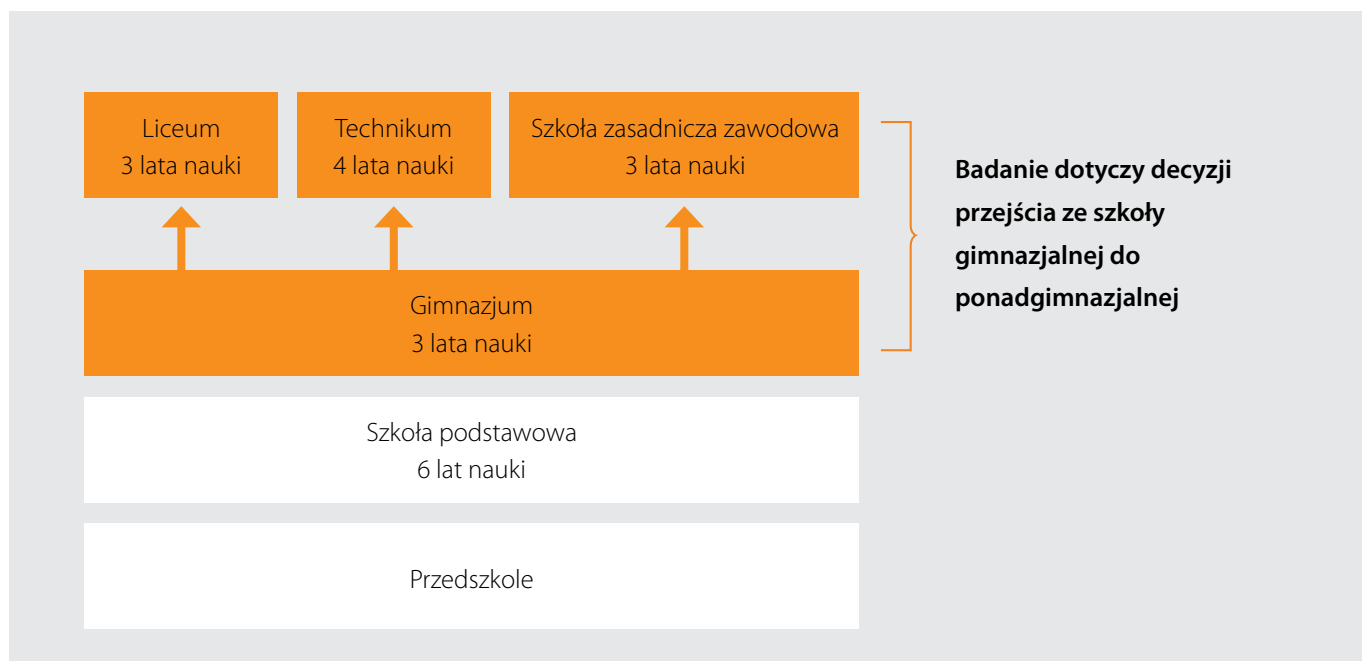 Liceum
3 lata nauki
Technikum
4 lata nauki
Szkoła zasadnicza zawodowa
3 lata nauki
Badanie dotyczy decyzji
przejścia ze szkoły
gimnazjalnej do
ponadgimnazjalnej
Gimnazjum
3 lata nauki
Szkoła podstawowa
6 lat nauki
Przedszkole